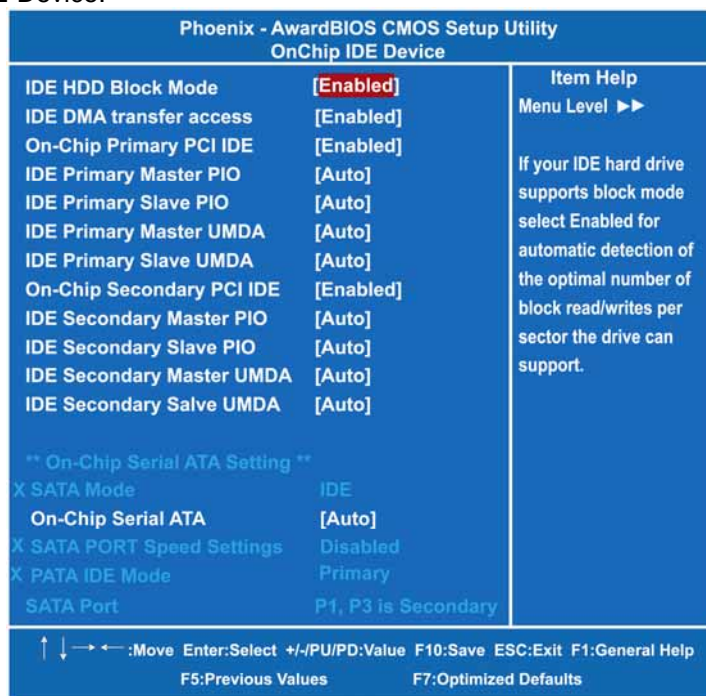 Phoenix - AwardBIOS CMOS Setup Utility
OnChip IDE Device
IDE HDD Block Mode [Enabled]
IDE DMA transfer access [Enabled]
On-Chip Primary PCI IDE [Enabled]
IDE Primary Master PIO [Auto]
IDE Primary Slave PIO [Auto]
IDE Primary Master UMDA [Auto]
IDE Primary Slave UMDA [Auto]
On-Chip Secondary PCI IDE [Enabled]
IDE Secondary Master PIO [Auto]
IDE Secondary Slave PIO [Auto]
IDE Secondary Master UMDA [Auto]
IDE Secondary Salve UMDA [Auto]
** On-Chip Serial ATA Setting **
X SATA Mode IDE
On-Chip Serial ATA [Auto]
X SATA PORT Speed Settings Disabled
X PATA IDE Mode Primary
SATA Port P1, P3 is Secondary
Item Help
Menu Level ►►
If your IDE hard drive
supports block mode
select Enabled for
automatic detection of
the optimal number of
block read/writes per
sector the drive can
support.
↑ ↓ → ← :Move Enter:Select +/-/PU/PD:Value F10:Save ESC:Exit F1:General Help
F5:Previous Values F7:Optimized Defaults